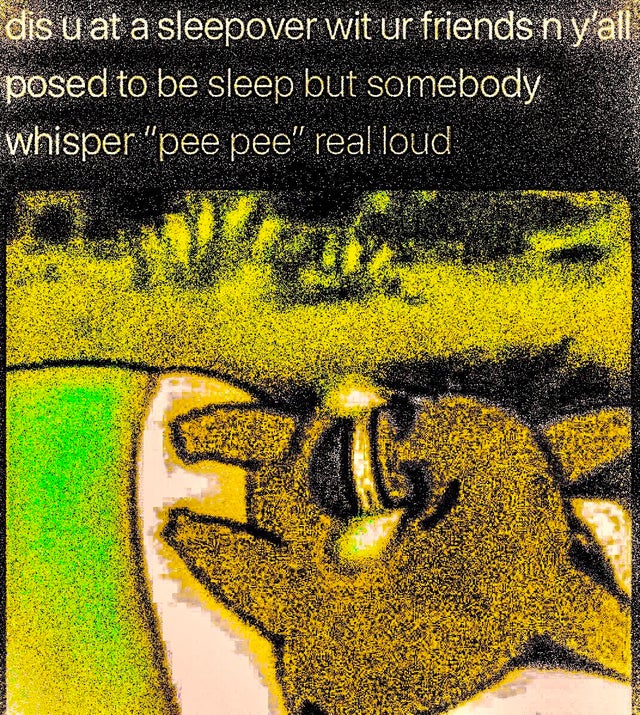 dis u at a sleepover wit ur friends n y'all
posed to be sleep but somebody
whisper "pee pee" real loud